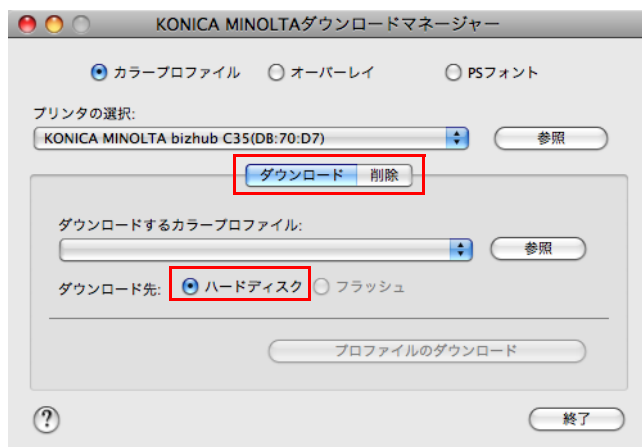 KONICA MINOLTAダウンロードマネージャー
カラープロファイル オーバーレイ PSフォント
プリンタの選択:
KONICA MINOLTA bizhub C35(DB:70:D7) 参照
ダウンロード 削除
ダウンロードするカラープロファイル:
参照
ダウンロード先: ハードディスク フラッシュ
プロファイルのダウンロード
? 終了